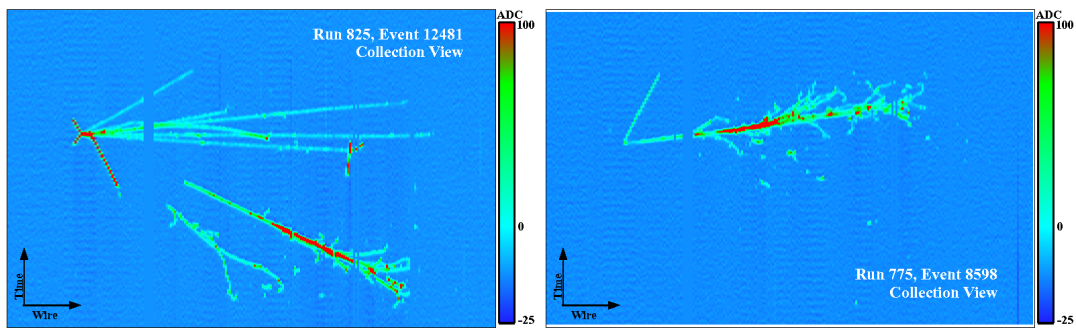 ADC
Run 825, Event 12481
Collection View
100
0
-25
Time
Wire
ADC
100
0
-25
Run 775, Event 8598
Collection View
Time
Wire